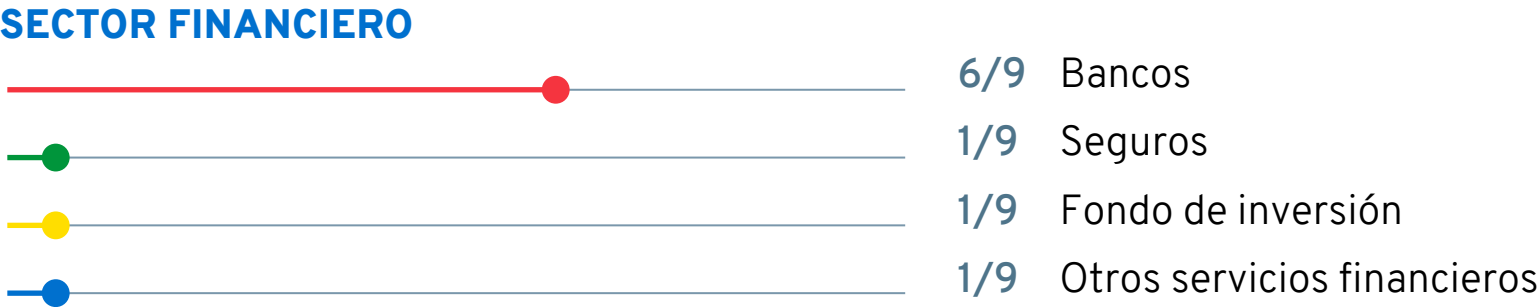 SECTOR FINANCIERO
6/9 Bancos
1/9 Seguros
1/9 Fondo de inversión
1/9 Otros servicios financieros